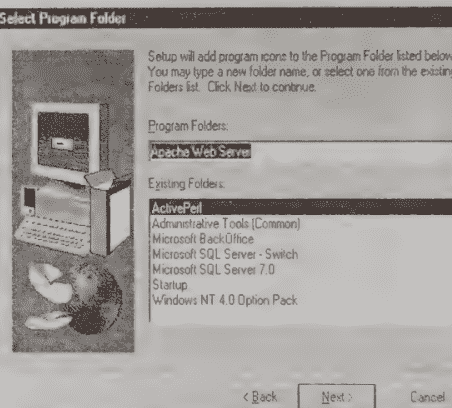 Select Program Folder
Setup will add program icons to the Program Folder listed below.
You may type a new folder name, or select one from the existing
Folders list. Click Next to continue.
Program Folders:
Apache Web Server
Existing Folders:
ActivePerl
Administrative Tools (Common)
Microsoft BackOffice
Microsoft SQL Server - Switch
Microsoft SQL Server 7.0
Startup
Windows NT 4.0 Option Pack
< Back
Next >
Cancel